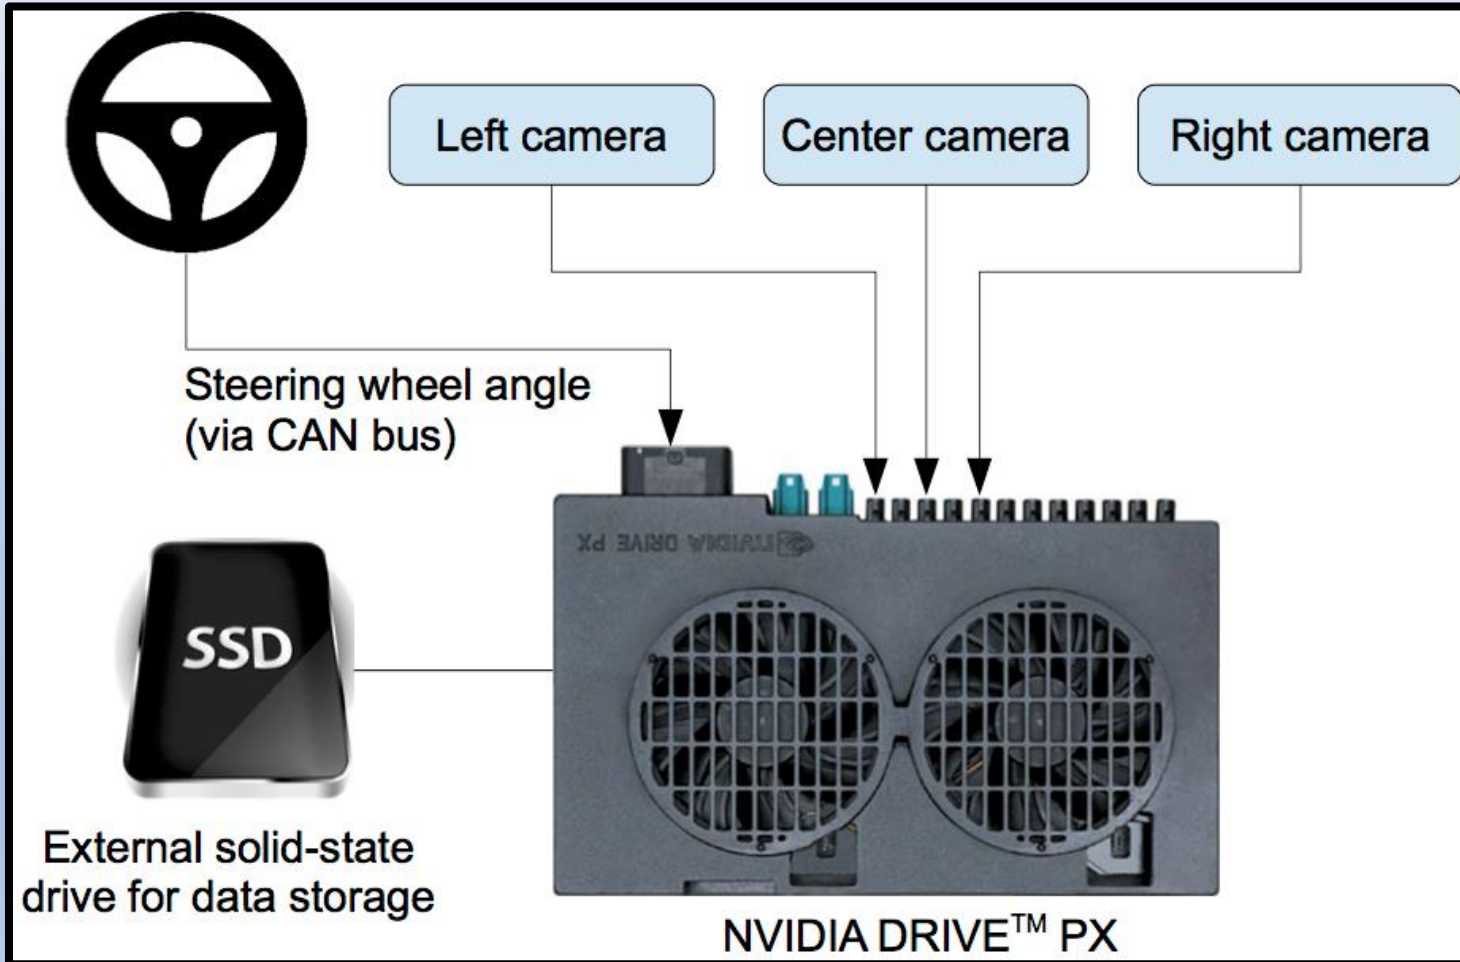 Left camera
Center camera
Right camera
Steering wheel angle
(via CAN bus)
NVIDIA DRIVE PX
SSD
External solid-state
drive for data storage
NVIDIA DRIVE™ PX